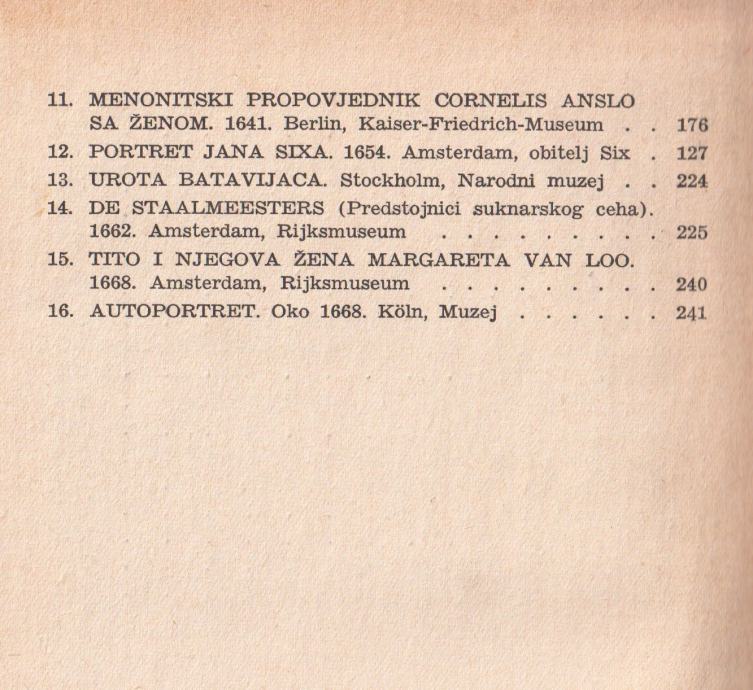 11. MENONITSKI PROPOVJEDNIK CORNELIS ANSLO
SA ŽENOM. 1641. Berlin, Kaiser-Friedrich-Museum . . 176
12. PORTRET JANA SIXA. 1654. Amsterdam, obitelj Six . 127
13. UROTA BATAVIJACA. Stockholm, Narodni muzej . . 224
14. DE STAALMEESTERS (Predstojnici suknarskog ceha).
1662. Amsterdam, Rijksmuseum . . . . . . . . . 225
15. TITO I NJEGOVA ŽENA MARGARETA VAN LOO.
1668. Amsterdam, Rijksmuseum . . . . . . . . . 240
16. AUTOPORTRET. Oko 1668. Köln, Muzej . . . . . . 241